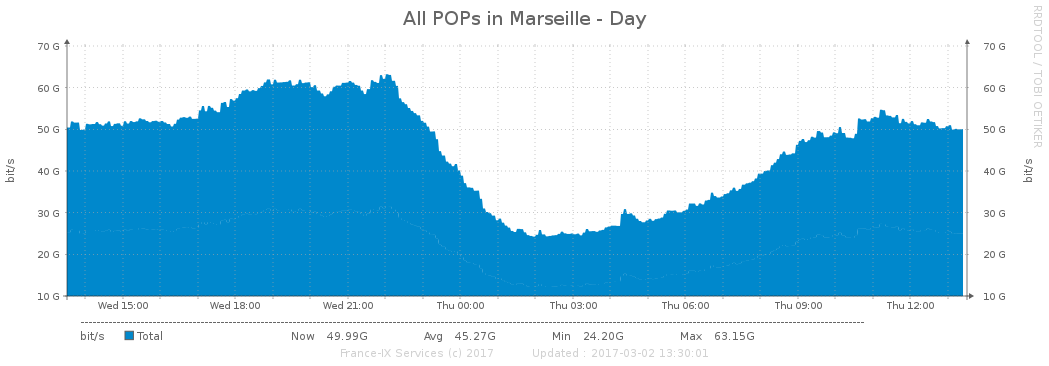 All POPs in Marseille - Day
RRDTOOL / TOBI OETIKER
70 G 70 G
60 G 60 G
50 G 50 G
40 G 40 G
30 G 30 G
20 G 20 G
10 G 10 G
bit/s bit/s
Wed 15:00 Wed 18:00 Wed 21:00 Thu 00:00 Thu 03:00 Thu 06:00 Thu 09:00 Thu 12:00
bit/s Total Now 49.99G Avg 45.27G Min 24.20G Max 63.15G
France-IX Services (c) 2017 Updated : 2017-03-02 13:30:01